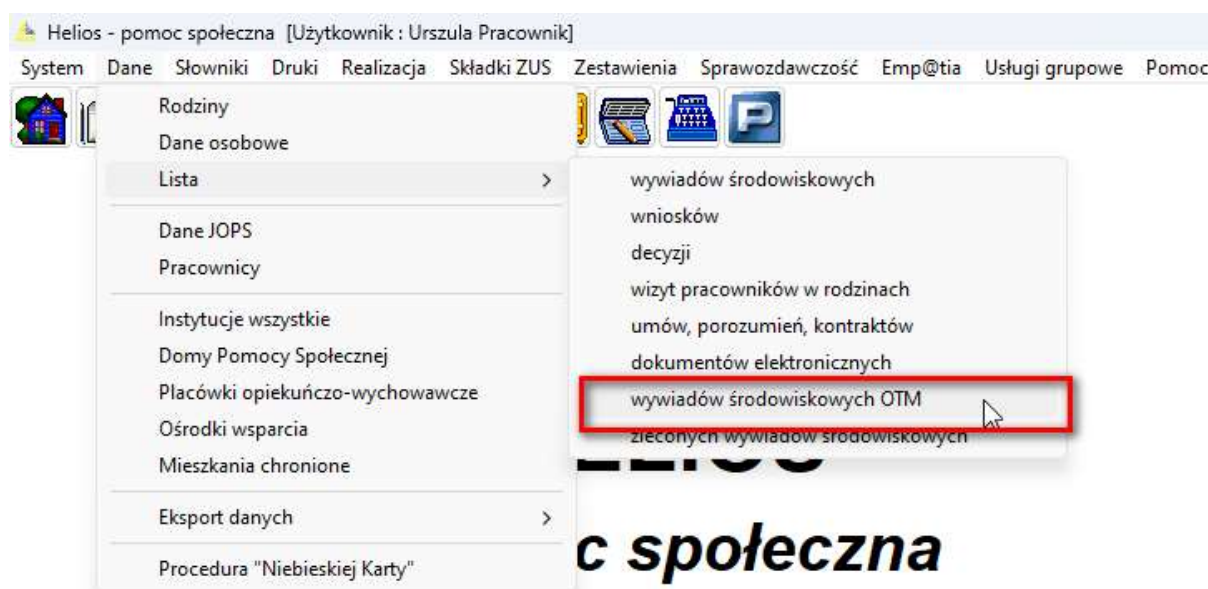 Helios - pomoc społeczna [Użytkownik : Urszula Pracownik]
System Dane Słowniki Druki Realizacja Składki ZUS Zestawienia Sprawozdawczość Emp@tia Usługi grupowe Pomoc
Rodziny
Dane osobowe
Lista
Dane JOPS
Pracownicy
Instytucje wszystkie
Domy Pomocy Społecznej
Placówki opiekuńczo-wychowawcze
Ośrodki wsparcia
Mieszkania chronione
Eksport danych
Procedura "Niebieskiej Karty"
wywiadów środowiskowych
wniosków
decyzji
wizyt pracowników w rodzinach
umów, porozumień, kontraktów
dokumentów elektronicznych
wywiadów środowiskowych OTM
zleconych wywiadów środowiskowych
c społeczna